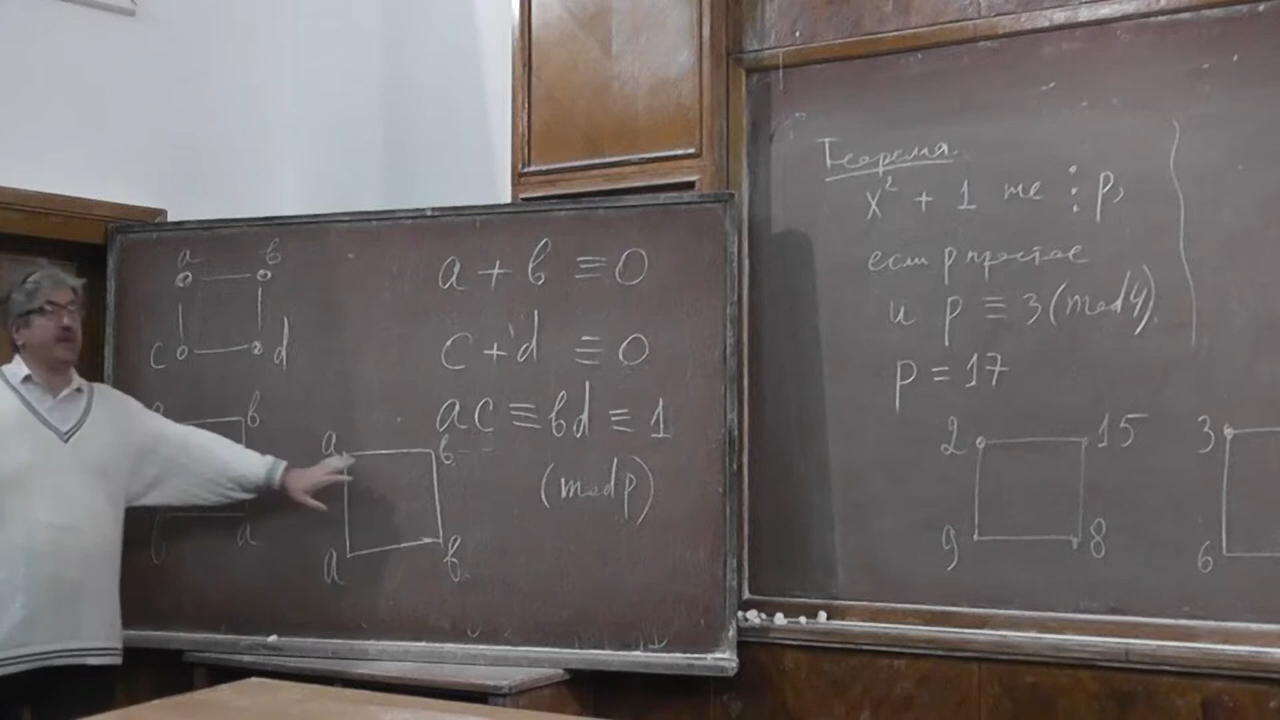 a b
c d
b
b a
a b
a b
a + b ≡ 0
c + d ≡ 0
ac ≡ bd ≡ 1
(mod p)
Теорема.
x² + 1 не ⋮ p,
если p простое
и p ≡ 3 (mod 4).
p = 17
2 15
9 8
3
6